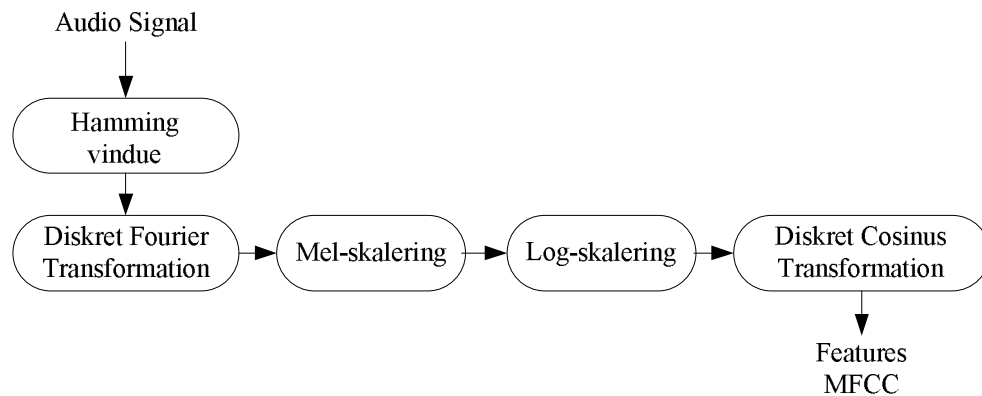 Audio Signal
Hamming
vindue
Diskret Fourier
Transformation
Mel-skalering
Log-skalering
Diskret Cosinus
Transformation
Features
MFCC